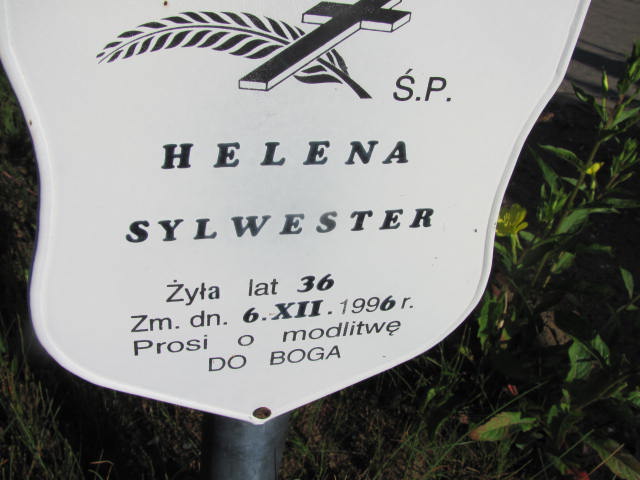 Ś.P.
HELENA
SYLWESTER
Żyła lat 36
Zm. dn. 6.XII.1996 r.
Prosi o modlitwę
DO BOGA